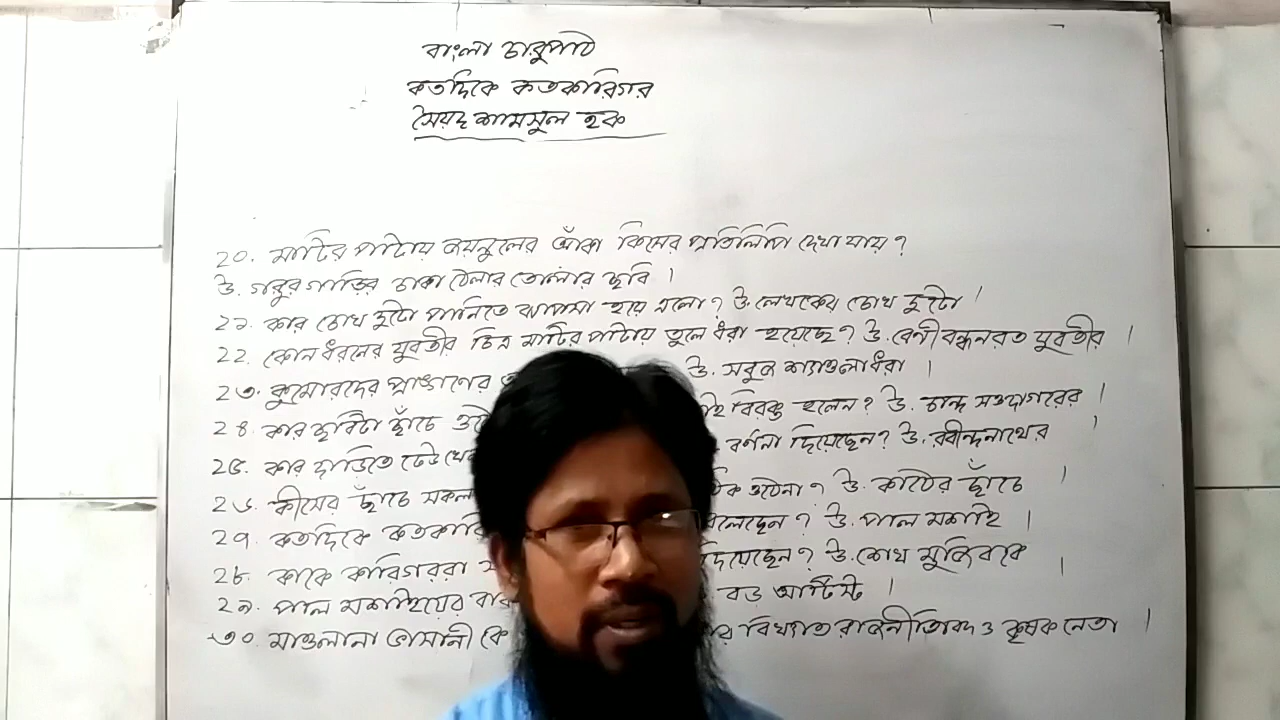 বাংলা চারুপাঠ
কতদিকে কতকারিগর
সৈয়দ শামসুল হক
২০. মাটির পাটায় জয়নুলের আঁকা কিসের প্রতিলিপি দেখা যায় ?
উ. গরুর গাড়ির চাকা ঠেলার তোলার ছবি ।
২১. কার চোখ দুটো পানিতে ঝাপসা হয়ে এলো ? উ. লেখকের চোখ দুটো ।
২২. কোন ধরনের যুবতীর চিত্র মাটির পাটায় তুলে ধরা হয়েছে ? উ. বেণী বন্ধনরত যুবতীর ।
২৩. কুমোরদের প্রাঙ্গণের উ. সবুজ শ্যাওলা ধরা ।
২৪. কার ছবিটা ছাঁচে বিরক্ত হলেন ? উ. চান্দ সওদাগরের ।
২৫. কার দাড়িতে ঢেউ বর্ণনা দিয়েছেন ? উ. রবীন্দ্রনাথের ।
২৬. কীসের ছাঁচে সকল ঠিক ওঠেনা ? উ. কাঠের ছাঁচে ।
২৭. কতদিকে কতকারি বলেছেন ? উ. পাল মশাই ।
২৮. কাকে কারিগররা দিয়েছেন ? উ. শেখ মুজিবকে ।
২৯. পাল মশাইয়ের বড় আর্টিস্ট ।
৩০. মাওলানা ভাসানী কে বিখ্যাত রাজনীতিবিদ ও কৃষক নেতা ।